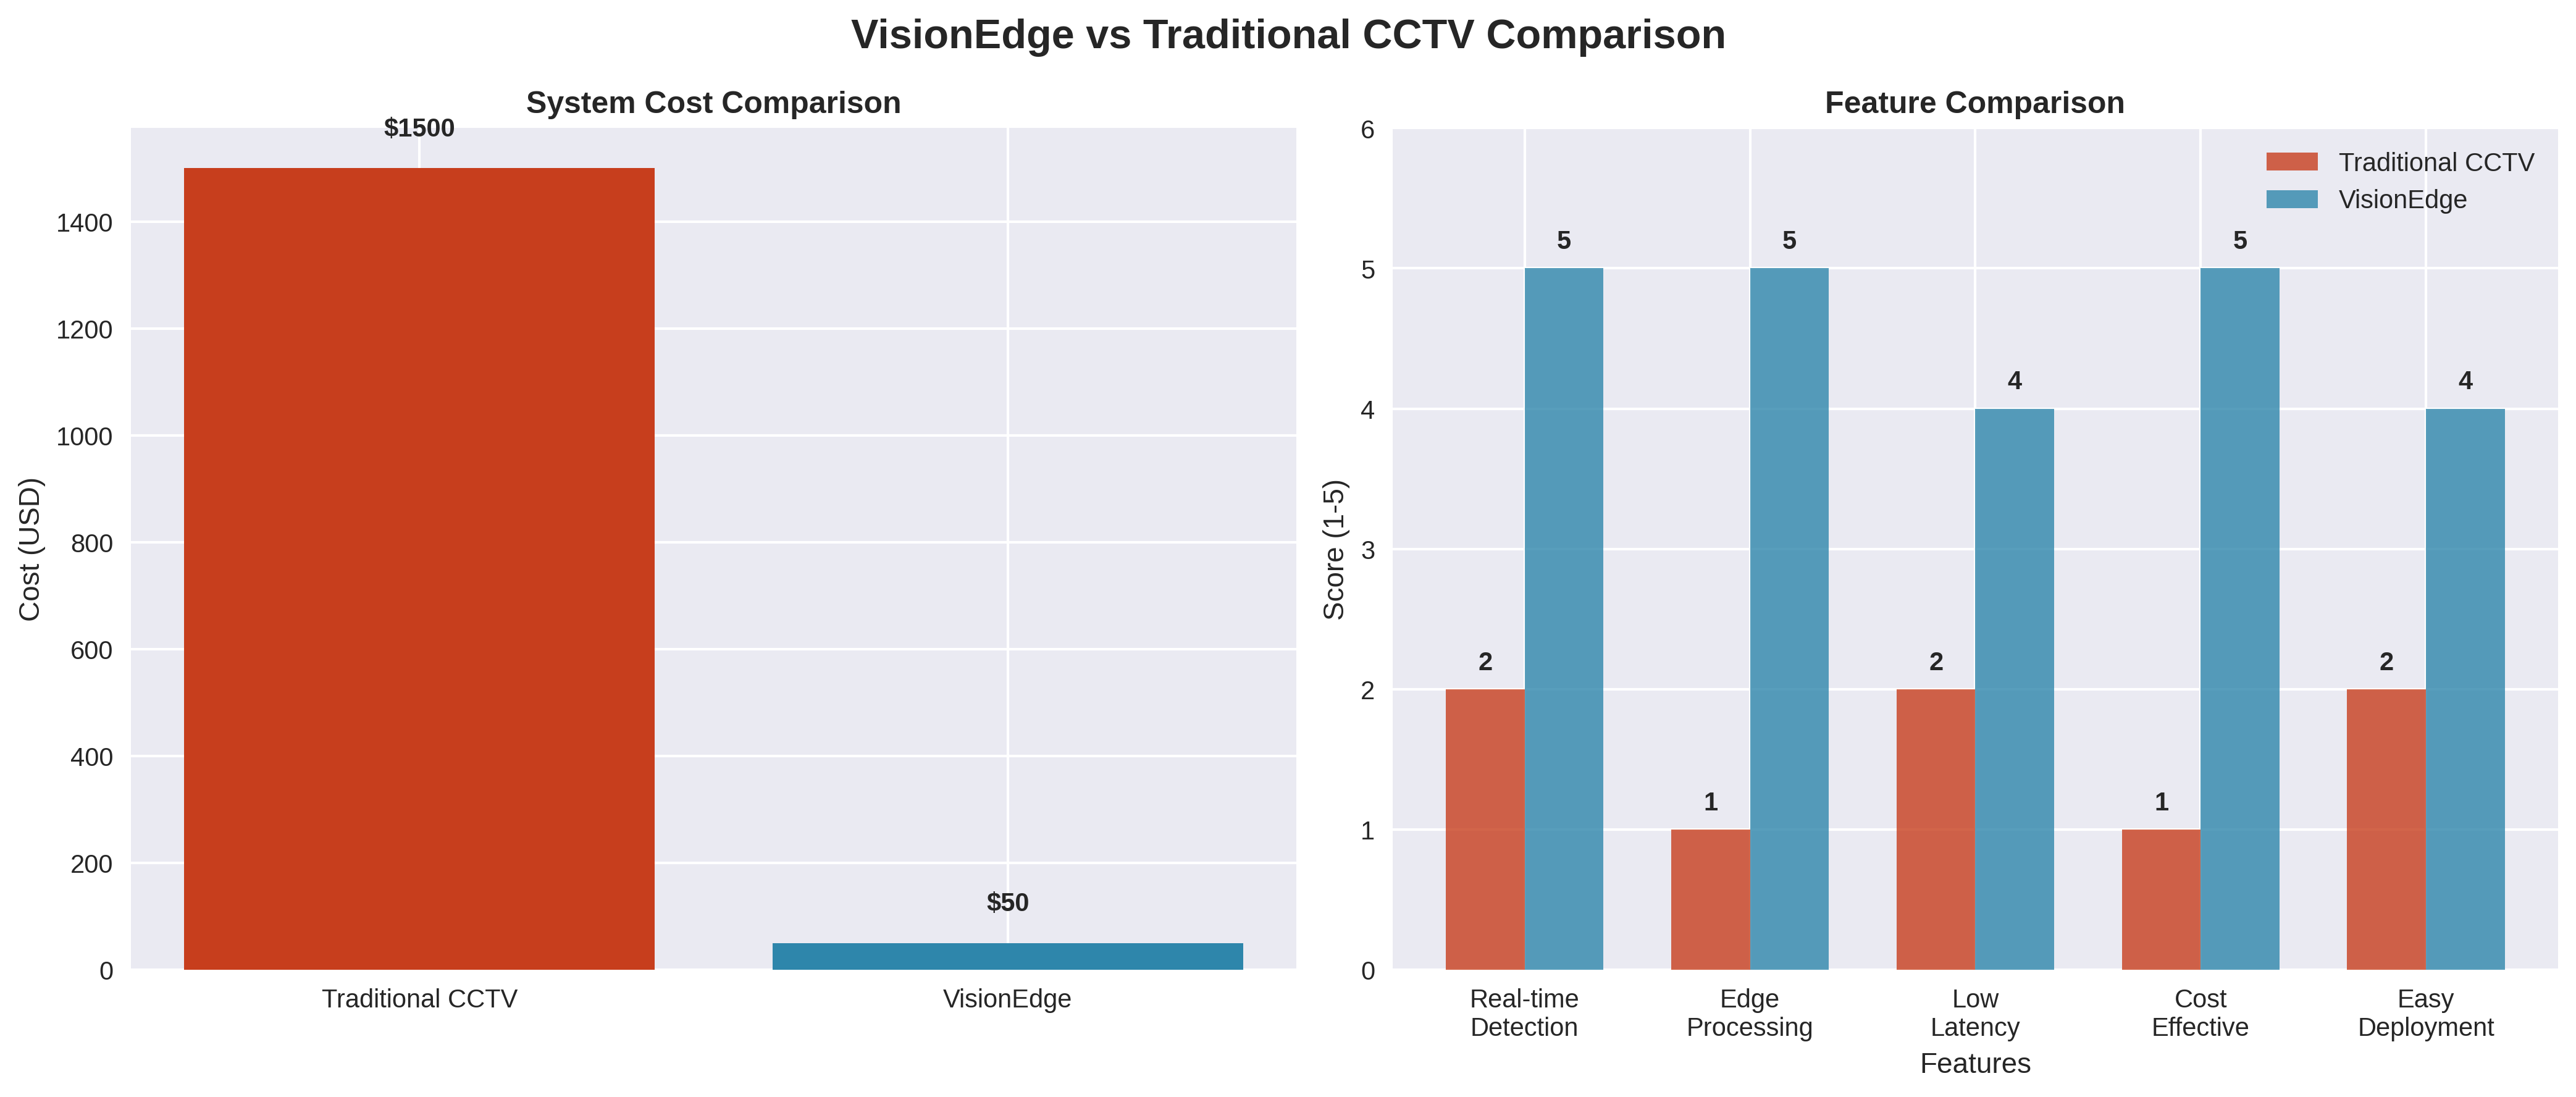 VisionEdge vs Traditional CCTV Comparison
System Cost Comparison
$1500
1400
1200
1000
800
600
400
200
0
Cost (USD)
$50
Traditional CCTV
VisionEdge
Feature Comparison
6
5
4
3
2
1
0
Score (1-5)
Traditional CCTV
VisionEdge
2
5
1
5
2
4
1
5
2
4
Real-time
Detection
Edge
Processing
Low
Latency
Cost
Effective
Easy
Deployment
Features